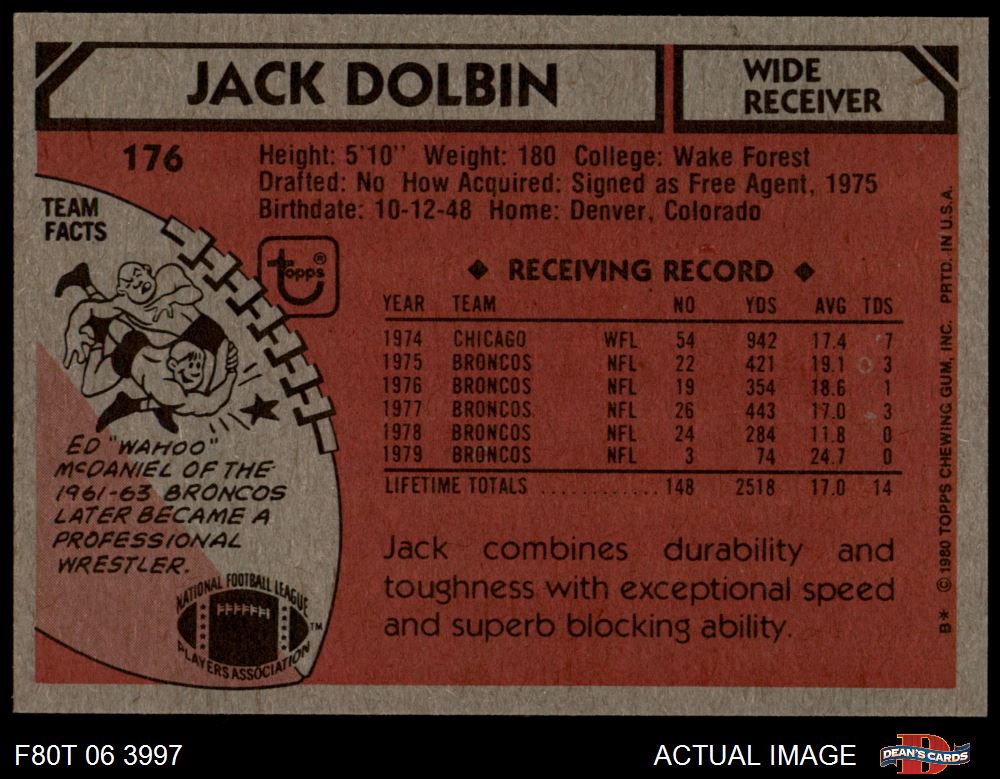 JACK DOLBIN
WIDE
RECEIVER
176
Height: 5'10" Weight: 180 College: Wake Forest
Drafted: No How Acquired: Signed as Free Agent, 1975
Birthdate: 10-12-48 Home: Denver, Colorado
TEAM
FACTS
Topps®
◆ RECEIVING RECORD ◆
YEAR TEAM NO YDS AVG TDS
1974 CHICAGO WFL 54 942 17.4 7
1975 BRONCOS NFL 22 421 19.1 3
1976 BRONCOS NFL 19 354 18.6 1
1977 BRONCOS NFL 26 443 17.0 3
1978 BRONCOS NFL 24 284 11.8 0
1979 BRONCOS NFL 3 74 24.7 0
LIFETIME TOTALS ............ 148 2518 17.0 14
ED "WAHOO"
McDANIEL OF THE
1961-63 BRONCOS
LATER BECAME A
PROFESSIONAL
WRESTLER.
Jack combines durability and
toughness with exceptional speed
and superb blocking ability.
NATIONAL FOOTBALL LEAGUE
PLAYERS ASSOCIATION
TM
B* © 1980 TOPPS CHEWING GUM, INC. PRTD. IN U.S.A.
F80T 06 3997
ACTUAL IMAGE
DEAN'S CARDS